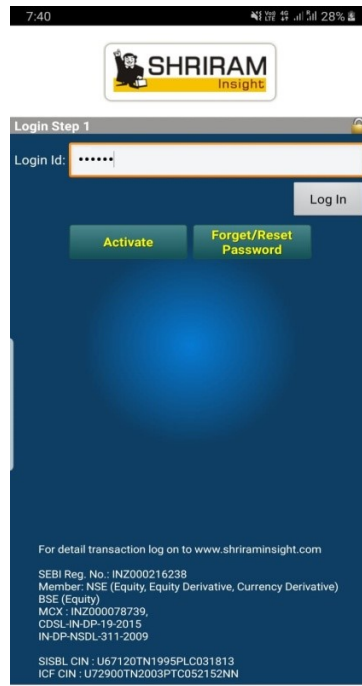 7:40
28%
SHRIRAM
Insight
Login Step 1
Login Id: ••••••
Log In
Activate
Forget/Reset
Password
For detail transaction log on to www.shriraminsight.com
SEBI Reg. No.: INZ000216238
Member: NSE (Equity, Equity Derivative, Currency Derivative)
BSE (Equity)
MCX : INZ000078739,
CDSL-IN-DP-19-2015
IN-DP-NSDL-311-2009
SISBL CIN : U67120TN1995PLC031813
ICF CIN : U72900TN2003PTC052152NN